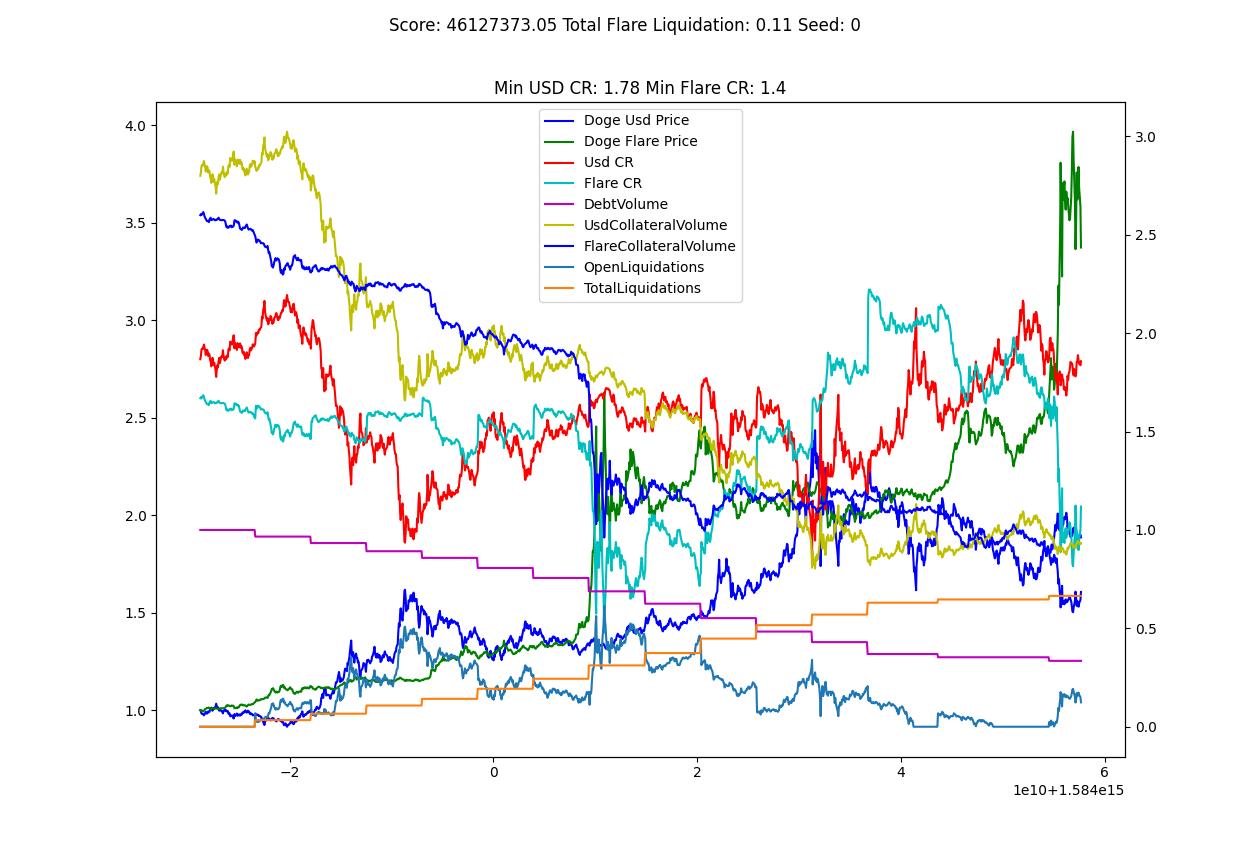 Score: 46127373.05 Total Flare Liquidation: 0.11 Seed: 0
Min USD CR: 1.78 Min Flare CR: 1.4
Doge Usd Price
Doge Flare Price
Usd CR
Flare CR
DebtVolume
UsdCollateralVolume
FlareCollateralVolume
OpenLiquidations
TotalLiquidations
4.0
3.5
3.0
2.5
2.0
1.5
1.0
3.0
2.5
2.0
1.5
1.0
0.5
0.0
−2
0
2
4
6
1e10+1.584e15